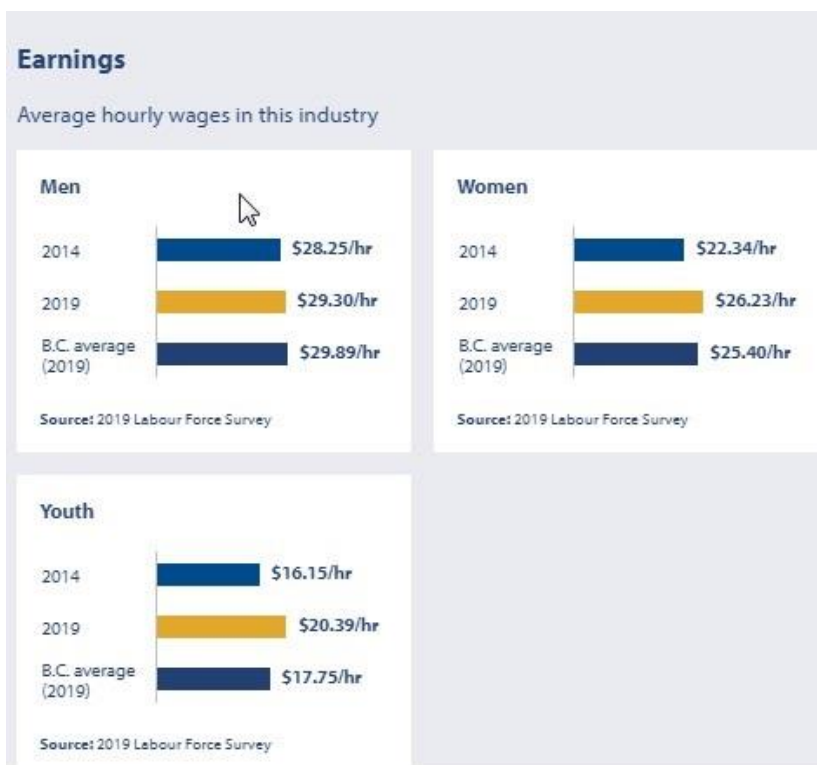 Earnings
Average hourly wages in this industry
Men
2014 $28.25/hr
2019 $29.30/hr
B.C. average
(2019) $29.89/hr
Source: 2019 Labour Force Survey
Women
2014 $22.34/hr
2019 $26.23/hr
B.C. average
(2019) $25.40/hr
Source: 2019 Labour Force Survey
Youth
2014 $16.15/hr
2019 $20.39/hr
B.C. average
(2019) $17.75/hr
Source: 2019 Labour Force Survey